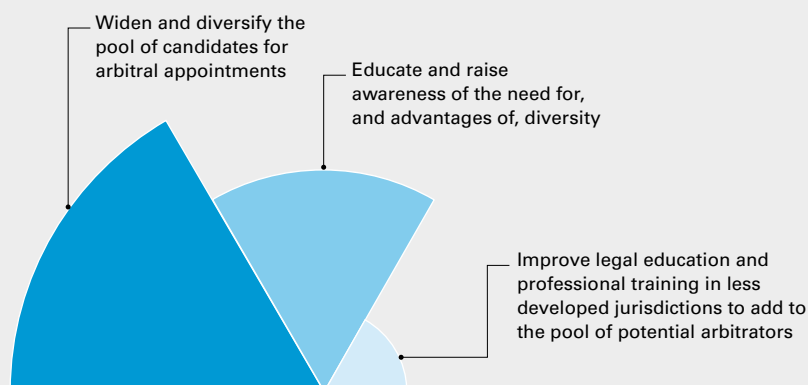 Widen and diversify the
pool of candidates for
arbitral appointments
Educate and raise
awareness of the need for,
and advantages of, diversity
Improve legal education and
professional training in less
developed jurisdictions to add to
the pool of potential arbitrators